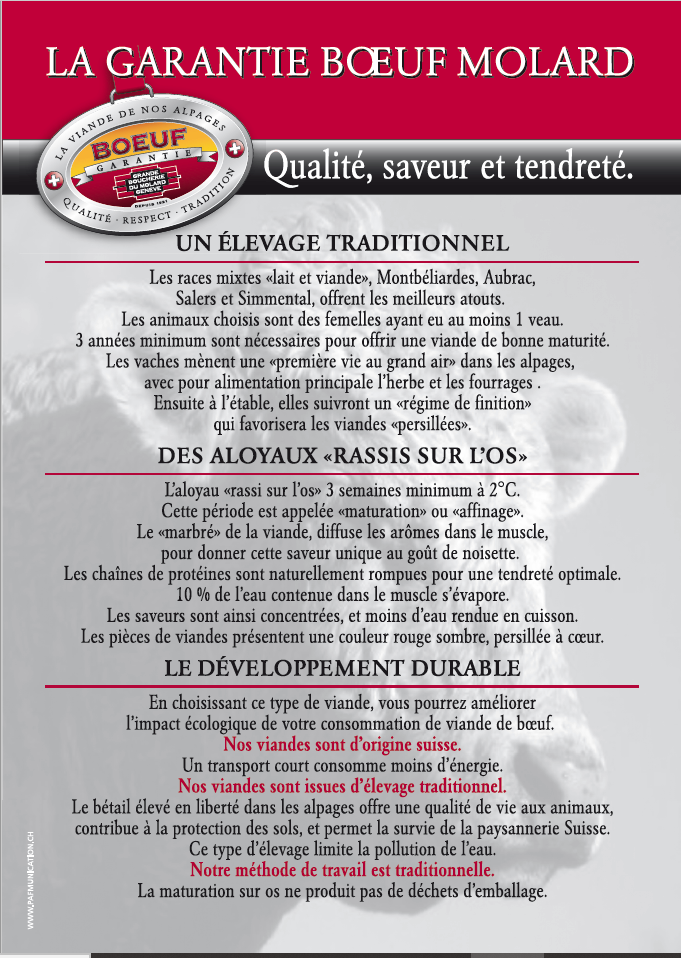 LA GARANTIE BŒUF MOLARD
LA VIANDE DE NOS ALPAGES
BOEUF
GARANTIE
GRANDE
BOUCHERIE
DU MOLARD
GENÈVE
DEPUIS 1921
QUALITÉ · RESPECT · TRADITION
Qualité, saveur et tendreté.
UN ÉLEVAGE TRADITIONNEL
Les races mixtes «lait et viande», Montbéliardes, Aubrac,
Salers et Simmental, offrent les meilleurs atouts.
Les animaux choisis sont des femelles ayant eu au moins 1 veau.
3 années minimum sont nécessaires pour offrir une viande de bonne maturité.
Les vaches mènent une «première vie au grand air» dans les alpages,
avec pour alimentation principale l'herbe et les fourrages .
Ensuite à l'étable, elles suivront un «régime de finition»
qui favorisera les viandes «persillées».
DES ALOYAUX «RASSIS SUR L'OS»
L'aloyau «rassi sur l'os» 3 semaines minimum à 2°C.
Cette période est appelée «maturation» ou «affinage».
Le «marbré» de la viande, diffuse les arômes dans le muscle,
pour donner cette saveur unique au goût de noisette.
Les chaînes de protéines sont naturellement rompues pour une tendreté optimale.
10 % de l'eau contenue dans le muscle s'évapore.
Les saveurs sont ainsi concentrées, et moins d'eau rendue en cuisson.
Les pièces de viandes présentent une couleur rouge sombre, persillée à cœur.
LE DÉVELOPPEMENT DURABLE
En choisissant ce type de viande, vous pourrez améliorer
l'impact écologique de votre consommation de viande de bœuf.
Nos viandes sont d'origine suisse.
Un transport court consomme moins d'énergie.
Nos viandes sont issues d'élevage traditionnel.
Le bétail élevé en liberté dans les alpages offre une qualité de vie aux animaux,
contribue à la protection des sols, et permet la survie de la paysannerie Suisse.
Ce type d'élevage limite la pollution de l'eau.
Notre méthode de travail est traditionnelle.
La maturation sur os ne produit pas de déchets d'emballage.
WWW.PAFMUNICATION.CH